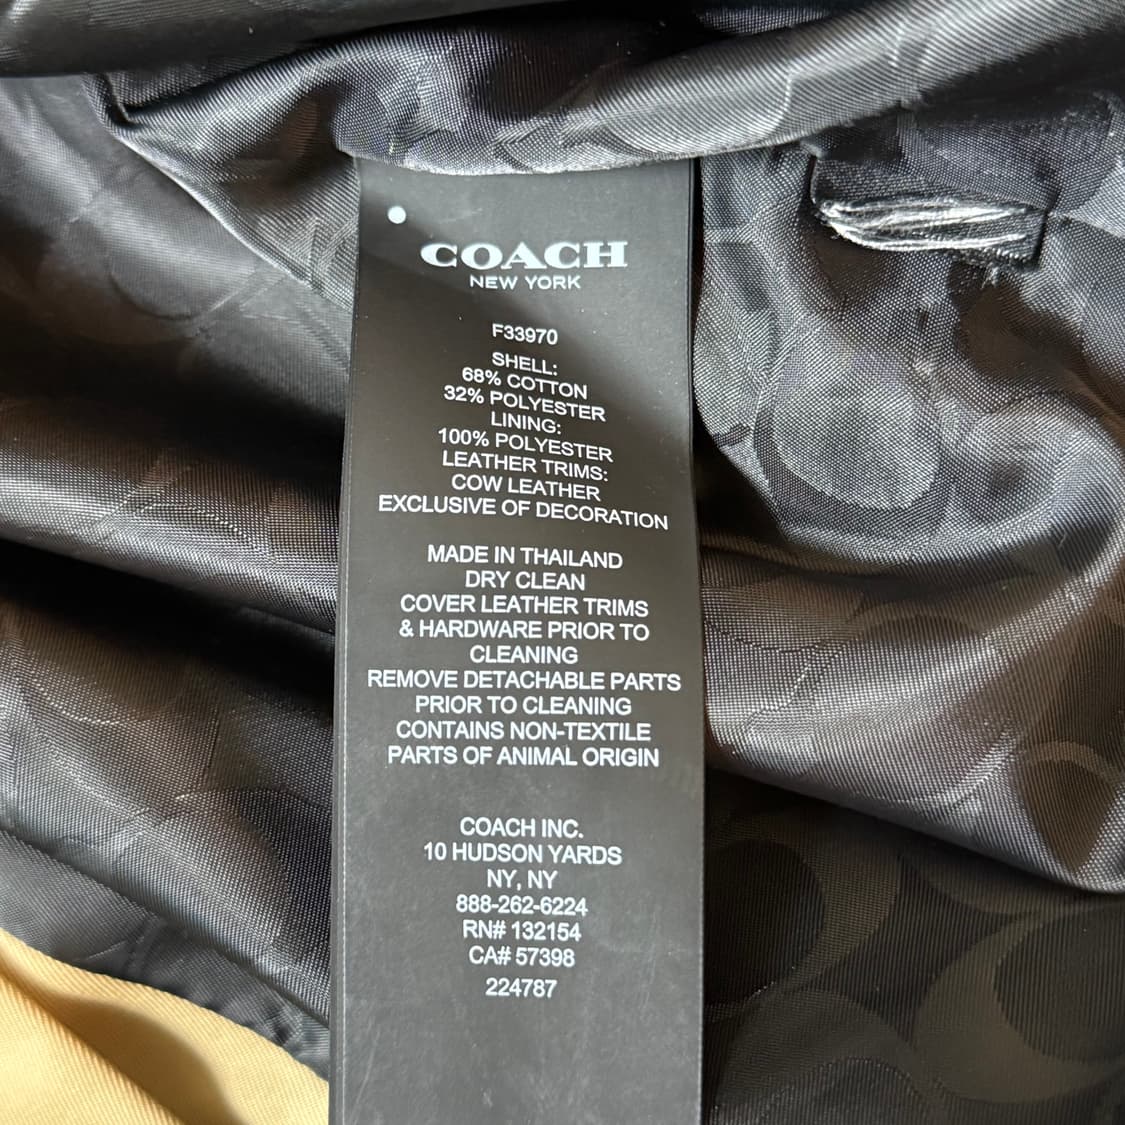 COACH
NEW YORK
F33970
SHELL:
68% COTTON
32% POLYESTER
LINING:
100% POLYESTER
LEATHER TRIMS:
COW LEATHER
EXCLUSIVE OF DECORATION
MADE IN THAILAND
DRY CLEAN
COVER LEATHER TRIMS
& HARDWARE PRIOR TO
CLEANING
REMOVE DETACHABLE PARTS
PRIOR TO CLEANING
CONTAINS NON-TEXTILE
PARTS OF ANIMAL ORIGIN
COACH INC.
10 HUDSON YARDS
NY, NY
888-262-6224
RN# 132154
CA# 57398
224787